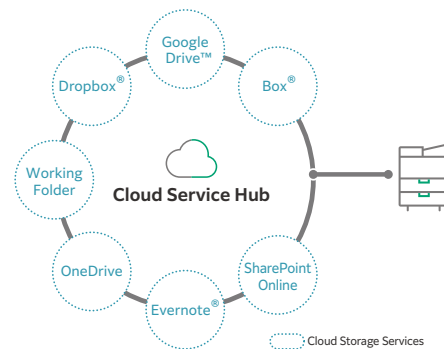 Google
Drive™
Dropbox®
Box®
Working
Folder
Cloud Service Hub
OneDrive
SharePoint
Online
Evernote®
Cloud Storage Services